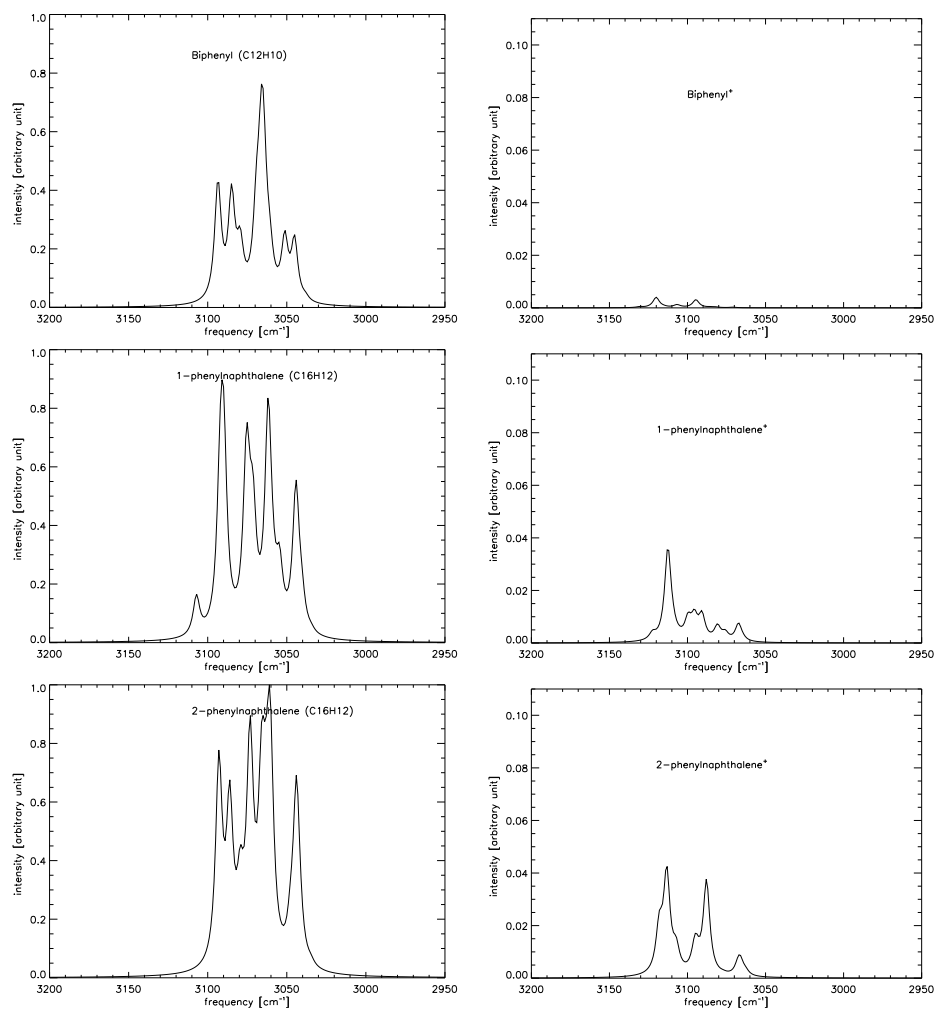 1.0
Biphenyl (C12H10)
0.8
0.6
0.4
0.2
0.0
intensity [arbitrary unit]
3200 3150 3100 3050 3000 2950
frequency [cm⁻¹]
0.10
Biphenyl⁺
0.08
0.06
0.04
0.02
0.00
intensity [arbitrary unit]
3200 3150 3100 3050 3000 2950
frequency [cm⁻¹]
1.0
1-phenylnaphthalene (C16H12)
0.8
0.6
0.4
0.2
0.0
intensity [arbitrary unit]
3200 3150 3100 3050 3000 2950
frequency [cm⁻¹]
0.10
1-phenylnaphthalene⁺
0.08
0.06
0.04
0.02
0.00
intensity [arbitrary unit]
3200 3150 3100 3050 3000 2950
frequency [cm⁻¹]
1.0
2-phenylnaphthalene (C16H12)
0.8
0.6
0.4
0.2
0.0
intensity [arbitrary unit]
3200 3150 3100 3050 3000 2950
frequency [cm⁻¹]
0.10
2-phenylnaphthalene⁺
0.08
0.06
0.04
0.02
0.00
intensity [arbitrary unit]
3200 3150 3100 3050 3000 2950
frequency [cm⁻¹]